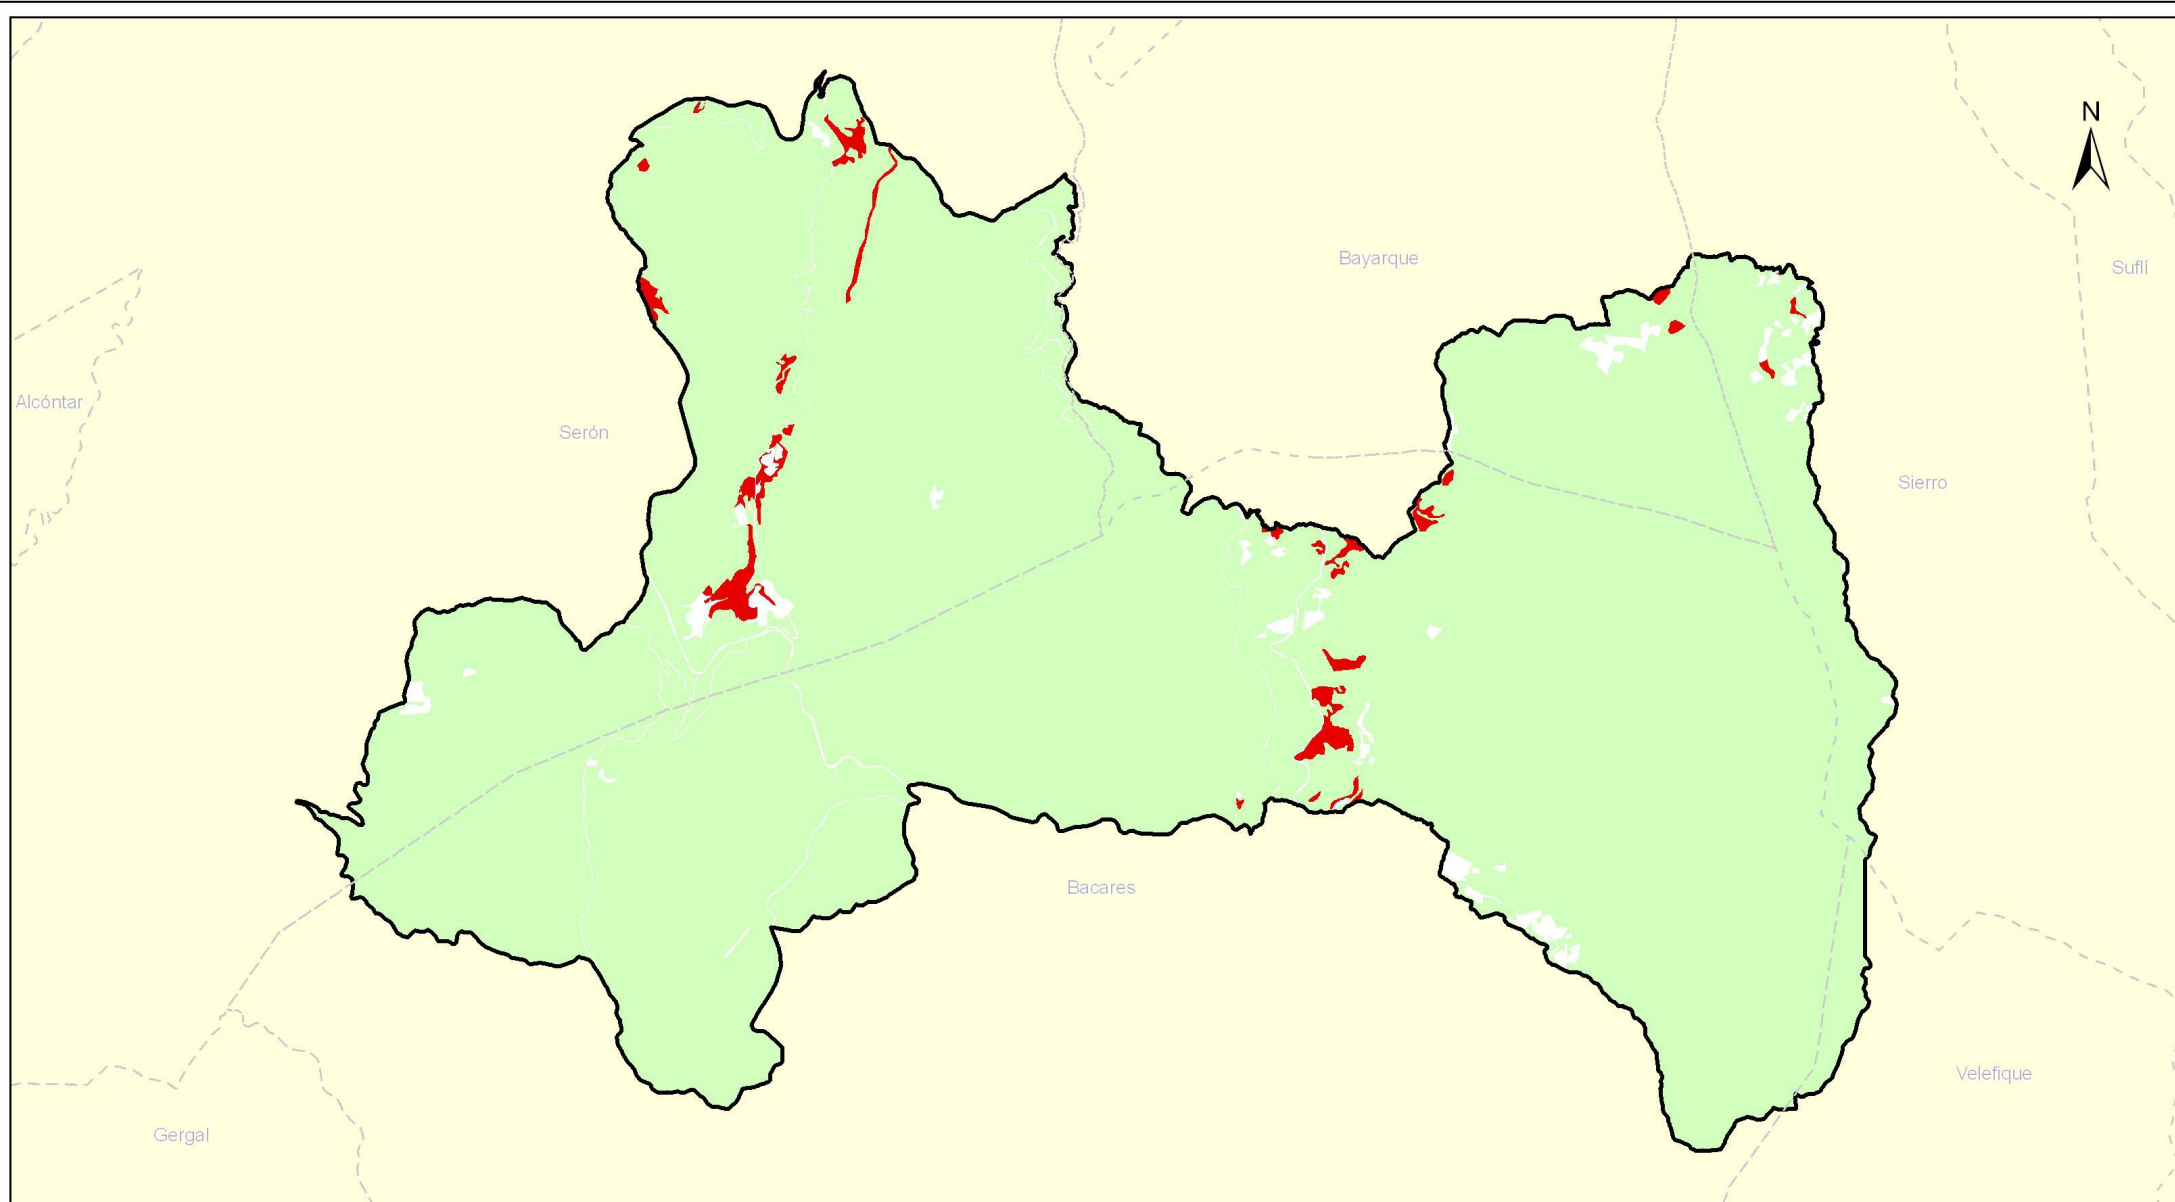 N
Bayarque
Suflí
Alcóntar
Serón
Sierro
Bacares
Velefique
Gergal